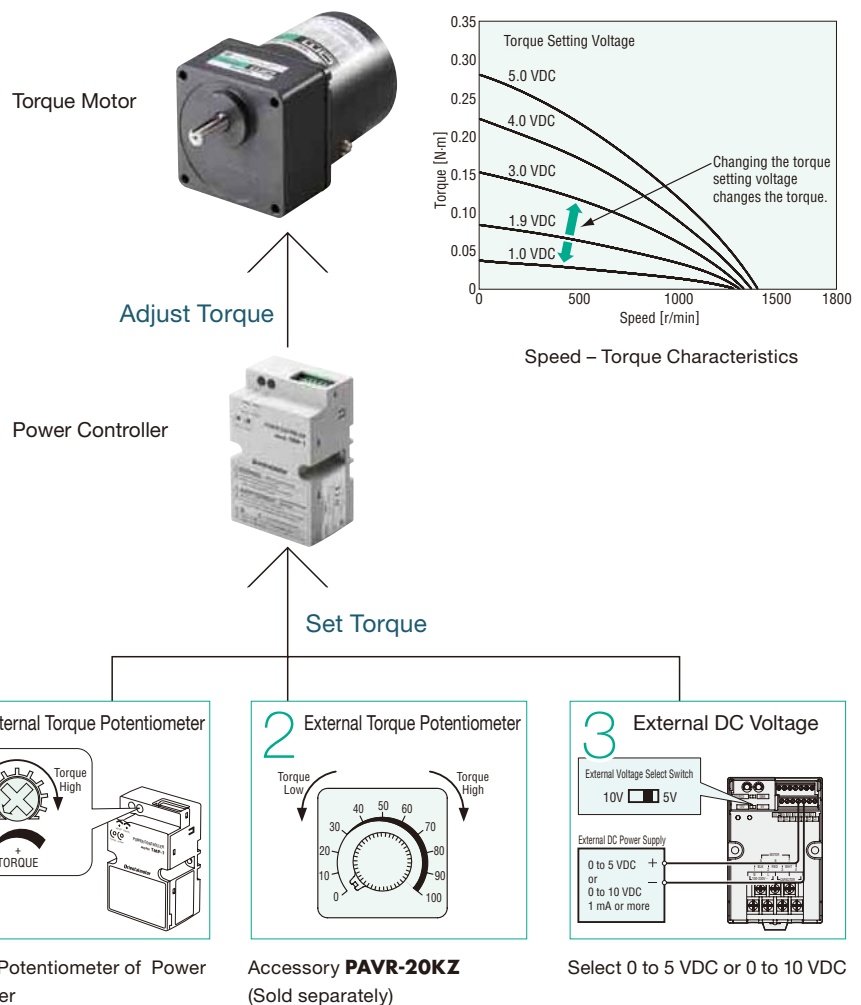 Torque Motor
Torque Setting Voltage
0.35
0.30
0.25
0.20
0.15
0.10
0.05
0
Torque [N·m]
5.0 VDC
4.0 VDC
3.0 VDC
1.9 VDC
1.0 VDC
Changing the torque
setting voltage
changes the torque.
0
500
1000
1500
1800
Speed [r/min]
Speed – Torque Characteristics
Adjust Torque
Power Controller
Set Torque
ternal Torque Potentiometer
Torque
High
+
TORQUE
Potentiometer of Power
er
2 External Torque Potentiometer
Torque
Low
Torque
High
0
10
20
30
40
50
60
70
80
90
100
Accessory PAVR-20KZ
(Sold separately)
3 External DC Voltage
External Voltage Select Switch
10V 5V
External DC Power Supply
0 to 5 VDC +
or
0 to 10 VDC –
1 mA or more
Select 0 to 5 VDC or 0 to 10 VDC